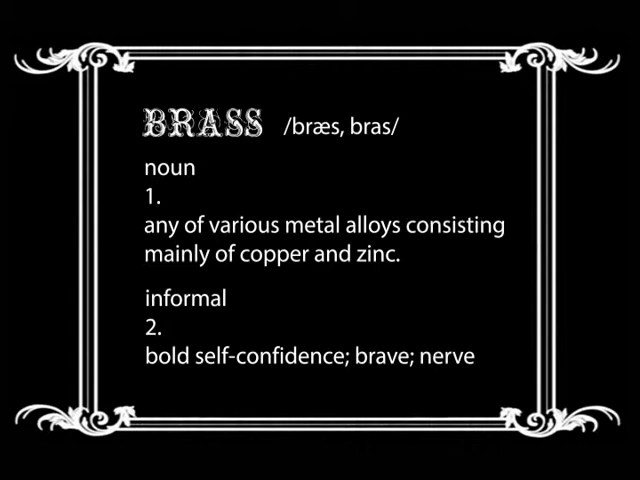 BRASS /bræs, bras/
noun
1.
any of various metal alloys consisting
mainly of copper and zinc.
informal
2.
bold self-confidence; brave; nerve